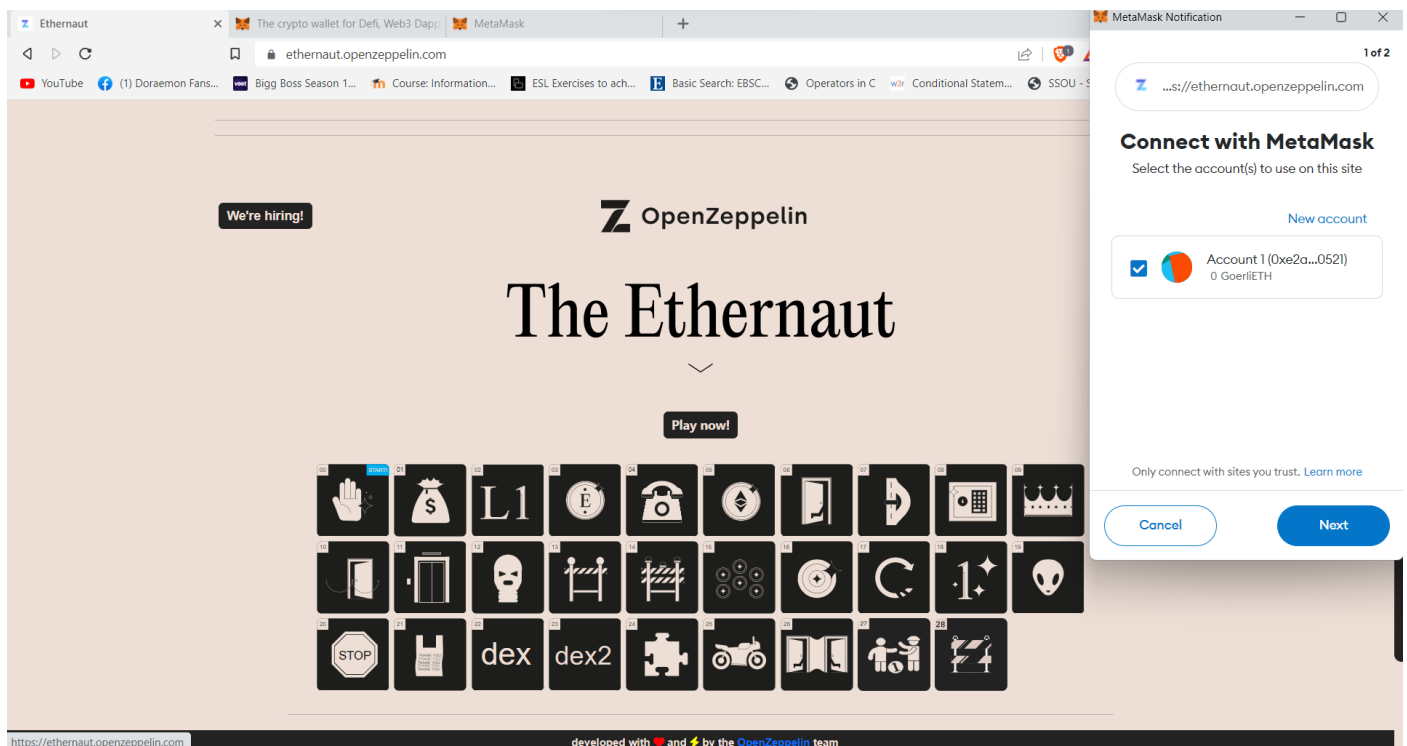 Ethernaut
The crypto wallet for Defi, Web3 Dapp
MetaMask
ethernaut.openzeppelin.com
YouTube
(1) Doraemon Fans...
voot
Bigg Boss Season 1...
Course: Information...
ESL Exercises to ach...
Basic Search: EBSC...
Operators in C
w3r
Conditional Statem...
SSOU - S
We're hiring!
OpenZeppelin
The Ethernaut
Play now!
00
START!
01
02
03
04
05
06
07
08
09
$
L1
E
10
11
12
13
14
15
16
17
18
19
1
20
21
22
23
24
25
26
27
28
STOP
dex
dex2
developed with and by the OpenZeppelin team
https://ethernaut.openzeppelin.com
MetaMask Notification
1 of 2
...s://ethernaut.openzeppelin.com
Connect with MetaMask
Select the account(s) to use on this site
New account
Account 1 (0xe2a...0521)
0 GoerliETH
Only connect with sites you trust. Learn more
Cancel
Next